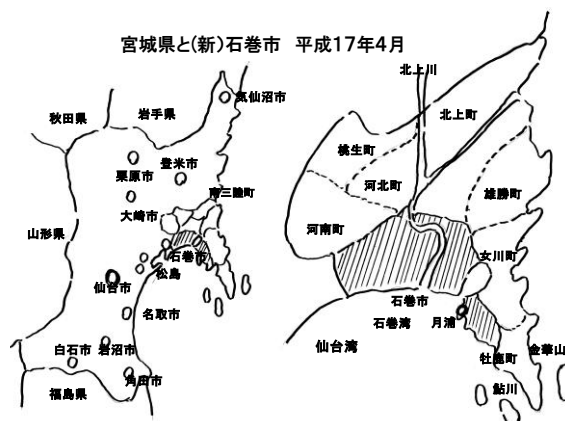 宮城県と(新)石巻市 平成17年4月
気仙沼市
秋田県
岩手県
登米市
栗原市
南三陸町
大崎市
山形県
石巻市
松島
仙台市
名取市
白石市
岩沼市
角田市
福島県
北上川
北上町
桃生町
河北町
雄勝町
河南町
女川町
石巻市
石巻湾
月浦
仙台湾
牡鹿町
金華山
鮎川